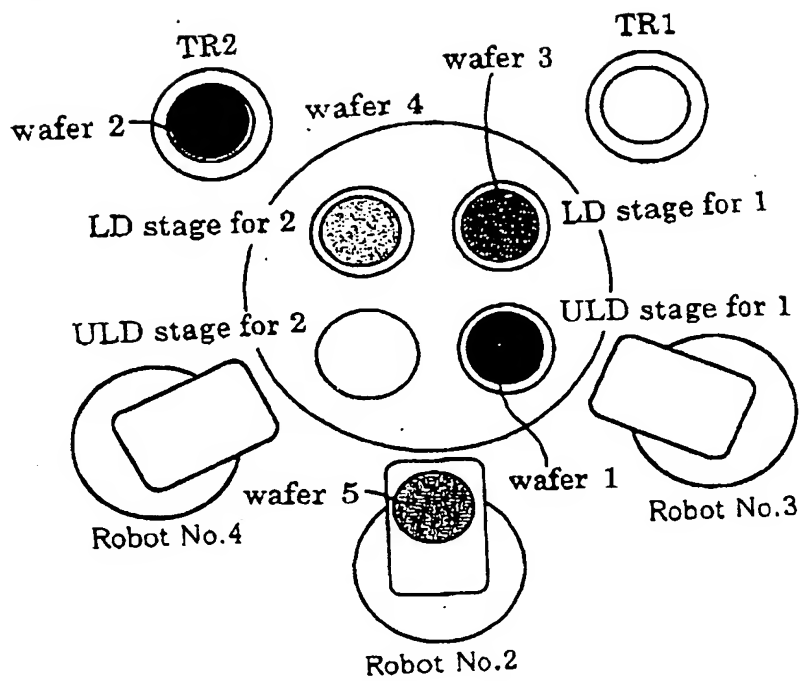 TR2
TR1
wafer 3
wafer 4
wafer 2
LD stage for 2
LD stage for 1
ULD stage for 2
ULD stage for 1
wafer 5
wafer 1
Robot No.4
Robot No.3
Robot No.2